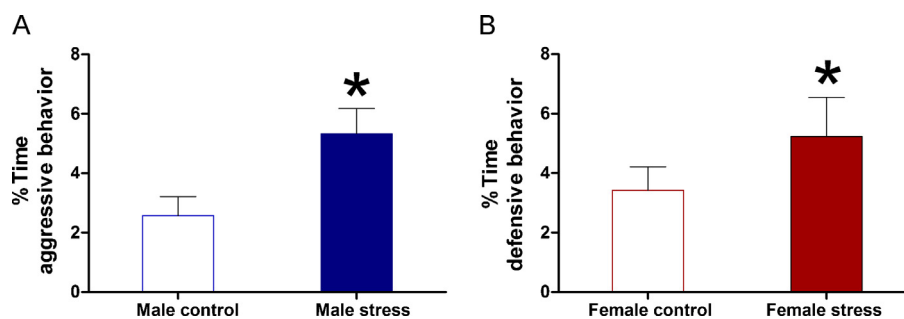 A
% Time
aggressive behavior
8
6
4
2
0
*
Male control
Male stress
B
% Time
defensive behavior
8
6
4
2
0
*
Female control
Female stress